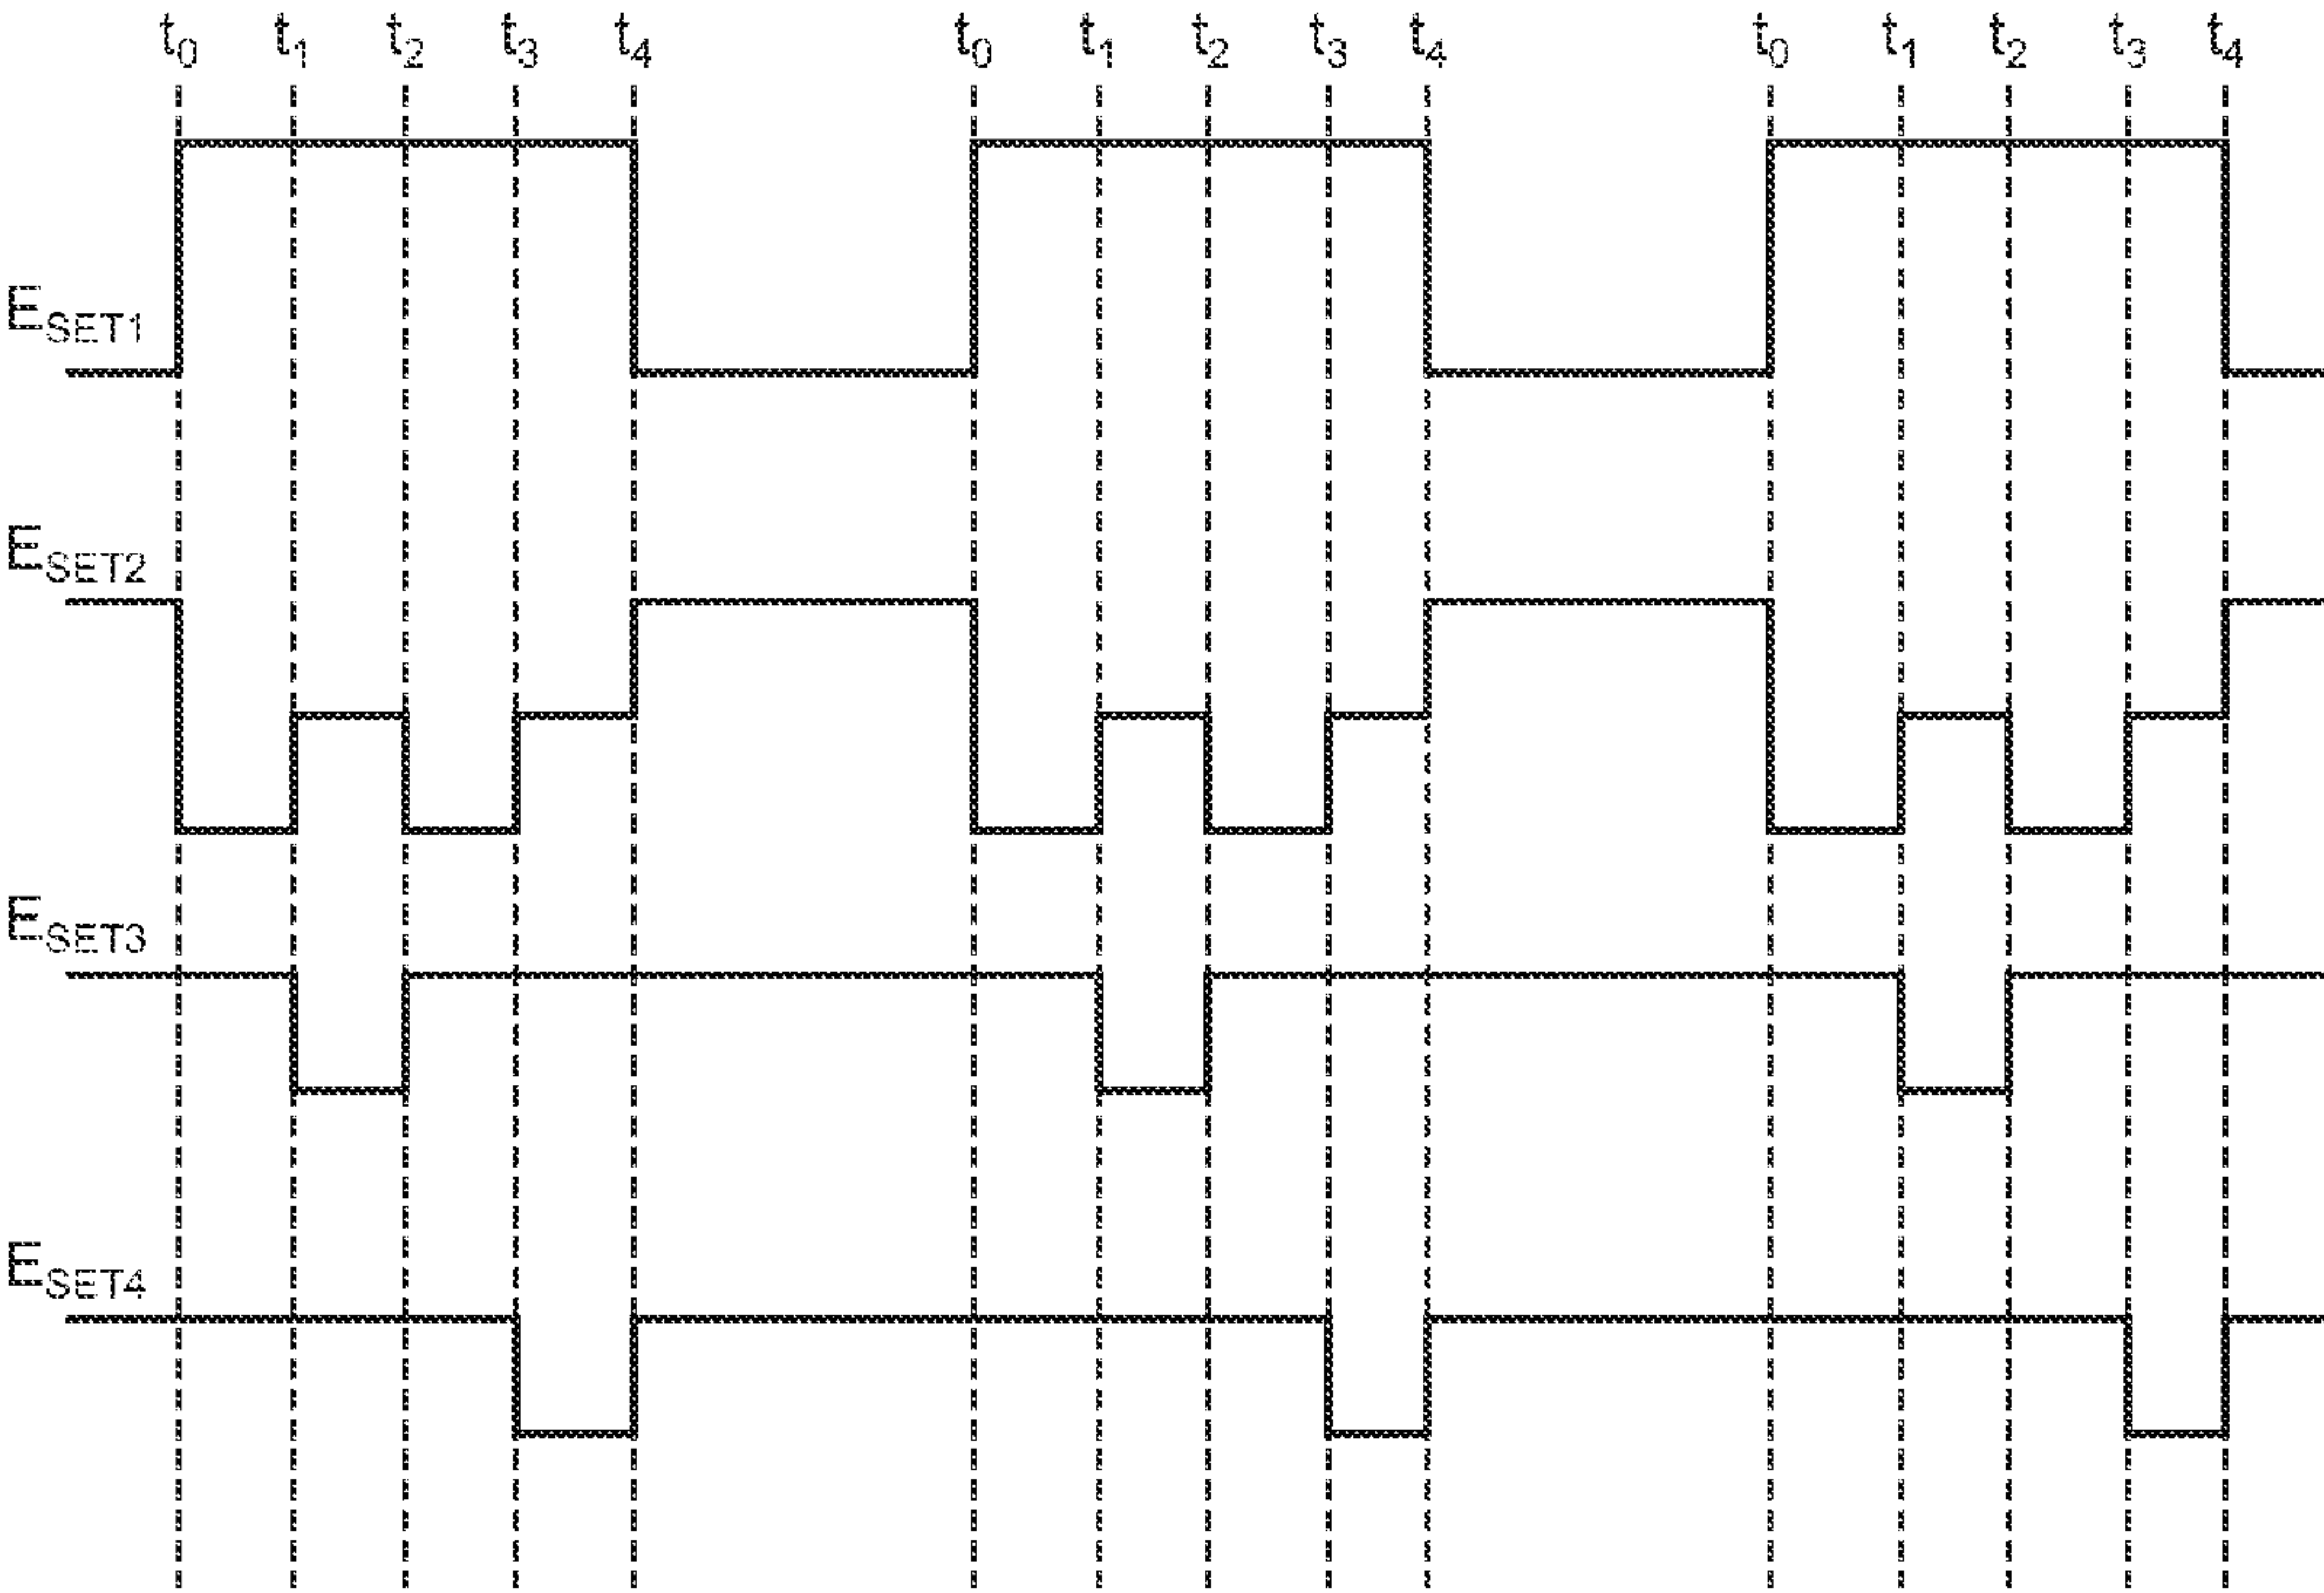 t0 t1 t2 t3 t4 t0 t1 t2 t3 t4 t0 t1 t2 t3 t4
ESET1
ESET2
ESET3
ESET4